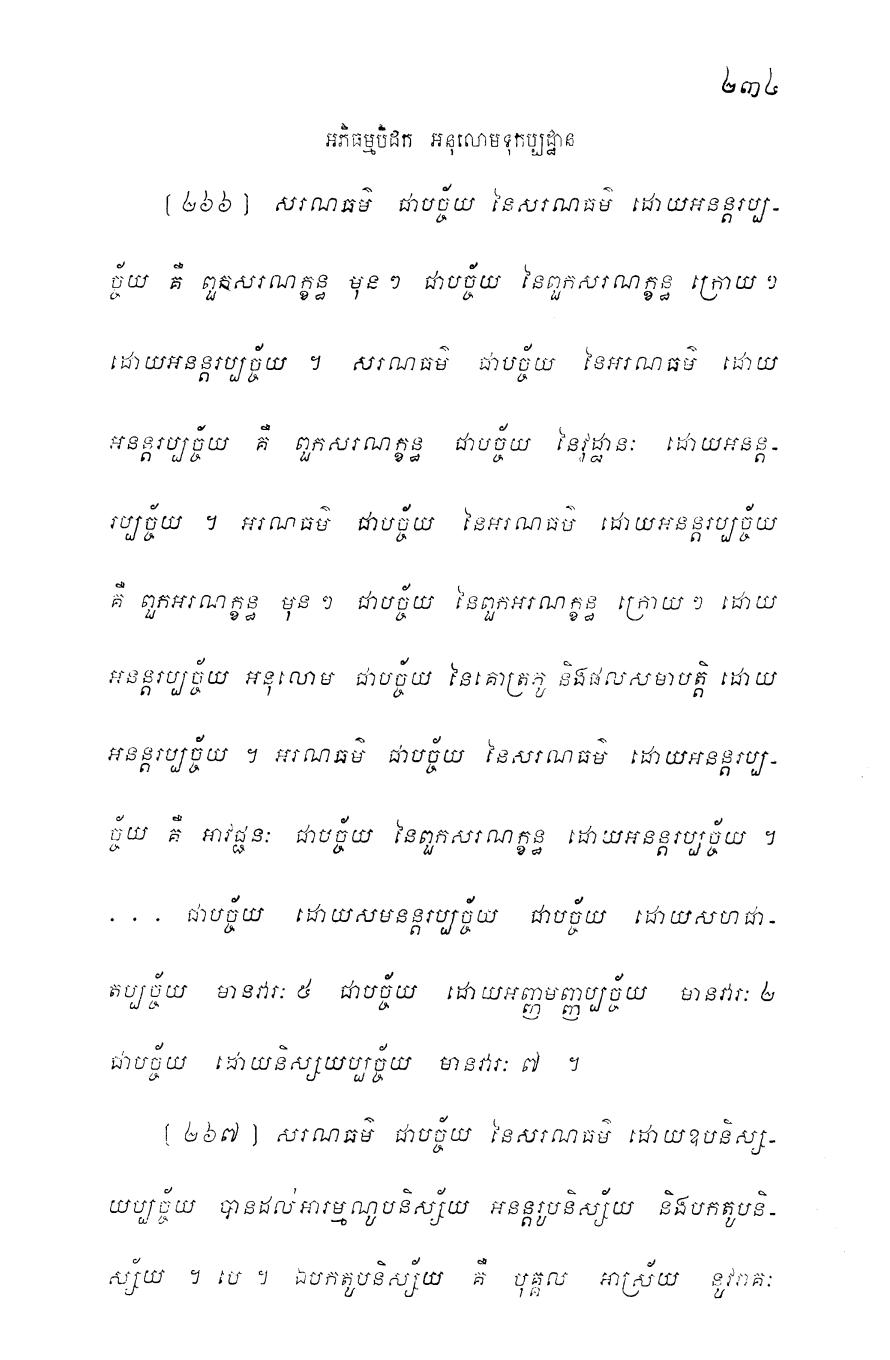 ២៣៤
អភិធម្មបិដក អនុលោមទុកប្បដ្ឋាន
[ ២៦៦ ] សរណធម៌ ជាបច្ច័យ នៃសរណធម៌ ដោយអនន្តរប្ប-
ច្ច័យ គឺ ពួកសរណក្ខន្ធ មុន ៗ ជាបច្ច័យ នៃពួកសរណក្ខន្ធ ក្រោយ ៗ
ដោយអនន្តរប្បច្ច័យ ។ សរណធម៌ ជាបច្ច័យ នៃអរណធម៌ ដោយ
អនន្តរប្បច្ច័យ គឺ ពួកសរណក្ខន្ធ ជាបច្ច័យ នៃវុដ្ឋានៈ ដោយអនន្ត-
រប្បច្ច័យ ។ អរណធម៌ ជាបច្ច័យ នៃអរណធម៌ ដោយអនន្តរប្បច្ច័យ
គឺ ពួកអរណក្ខន្ធ មុន ៗ ជាបច្ច័យ នៃពួកអរណក្ខន្ធ ក្រោយ ៗ ដោយ
អនន្តរប្បច្ច័យ អនុលោម ជាបច្ច័យ នៃគោត្រភូ និងផលសមាបត្តិ ដោយ
អនន្តរប្បច្ច័យ ។ អរណធម៌ ជាបច្ច័យ នៃសរណធម៌ ដោយអនន្តរប្ប-
ច្ច័យ គឺ អាវជ្ជនៈ ជាបច្ច័យ នៃពួកសរណក្ខន្ធ ដោយអនន្តរប្បច្ច័យ ។
. . . ជាបច្ច័យ ដោយសមនន្តរប្បច្ច័យ ជាបច្ច័យ ដោយសហជា-
តប្បច្ច័យ មានវារៈ ៥ ជាបច្ច័យ ដោយអញ្ញមញ្ញប្បច្ច័យ មានវារៈ ២
ជាបច្ច័យ ដោយនិស្សយប្បច្ច័យ មានវារៈ ៧ ។
[ ២៦៧ ] សរណធម៌ ជាបច្ច័យ នៃសរណធម៌ ដោយឧបនិស្ស-
យប្បច្ច័យ បានដល់អារម្មណូបនិស្ស័យ អនន្តរូបនិស្ស័យ និងបកតូបនិ-
ស្ស័យ ។ បេ ។ ឯបកតូបនិស្ស័យ គឺ បុគ្គល អាស្រ័យ នូវរាគៈ